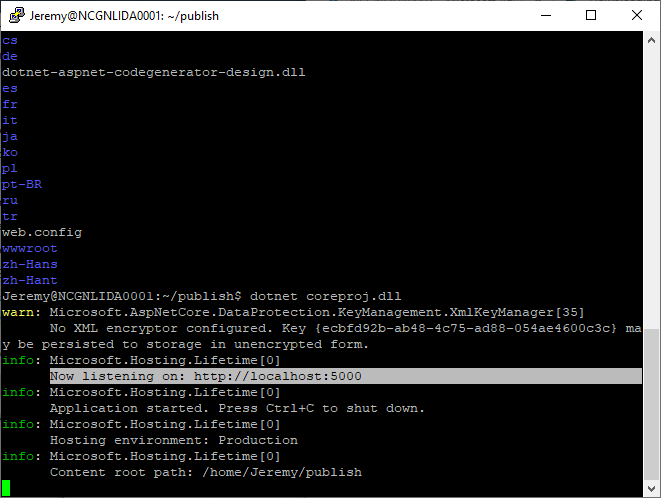 Jeremy@NCGNLIDA0001: ~/publish
cs
de
dotnet-aspnet-codegenerator-design.dll
es
fr
it
ja
ko
pl
pt-BR
ru
tr
web.config
wwwroot
zh-Hans
zh-Hant
Jeremy@NCGNLIDA0001:~/publish$ dotnet coreproj.dll
warn: Microsoft.AspNetCore.DataProtection.KeyManagement.XmlKeyManager[35]
      No XML encryptor configured. Key {ecbfd92b-ab48-4c75-ad88-054ae4600c3c} ma
y be persisted to storage in unencrypted form.
info: Microsoft.Hosting.Lifetime[0]
      Now listening on: http://localhost:5000
info: Microsoft.Hosting.Lifetime[0]
      Application started. Press Ctrl+C to shut down.
info: Microsoft.Hosting.Lifetime[0]
      Hosting environment: Production
info: Microsoft.Hosting.Lifetime[0]
      Content root path: /home/Jeremy/publish